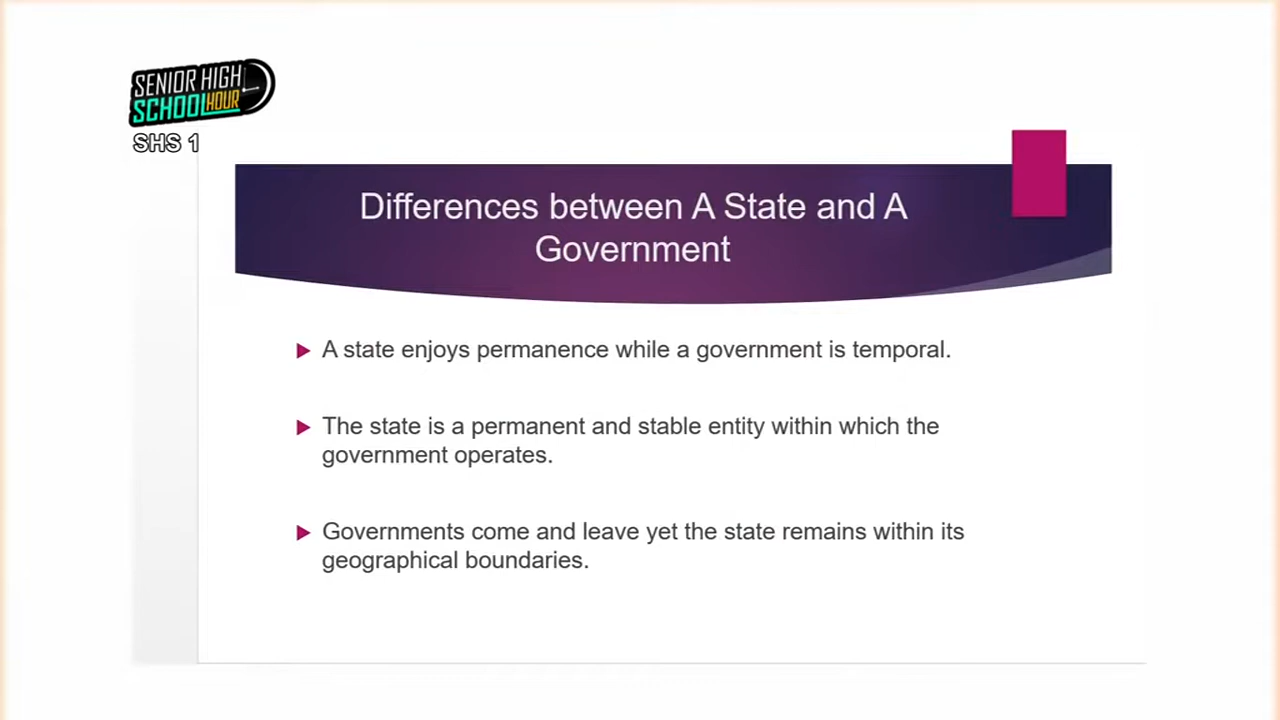 SENIOR HIGH
SCHOOL HOUR
SHS 1
Differences between A State and A
Government
A state enjoys permanence while a government is temporal.
The state is a permanent and stable entity within which the
government operates.
Governments come and leave yet the state remains within its
geographical boundaries.